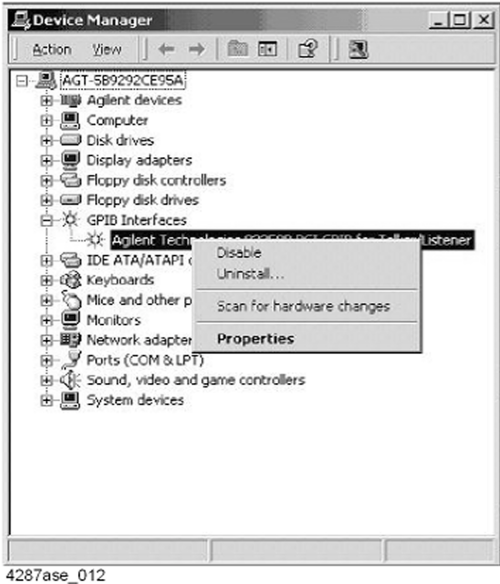 Device Manager
Action View
AGT-5B9292CE95A
Agilent devices
Computer
Disk drives
Display adapters
Floppy disk controllers
Floppy disk drives
GPIB Interfaces
Agilent Technologies PCI GPIB for Talker/Listener
Disable
IDE ATA/ATAPI
Uninstall...
Keyboards
Mice and other p
Scan for hardware changes
Monitors
Network adapter
Properties
Ports (COM & LPT)
Sound, video and game controllers
System devices
4287ase_012